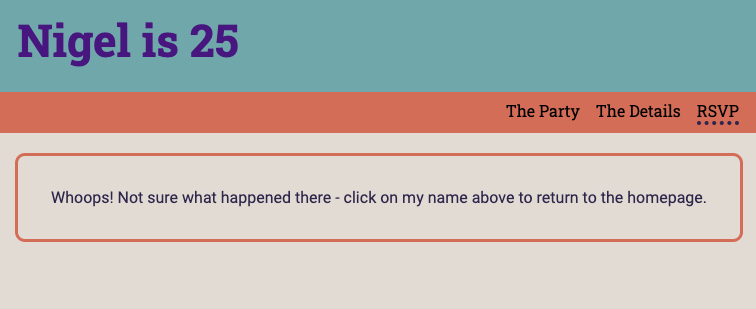 Nigel is 25
The Party The Details RSVP
Whoops! Not sure what happened there - click on my name above to return to the homepage.